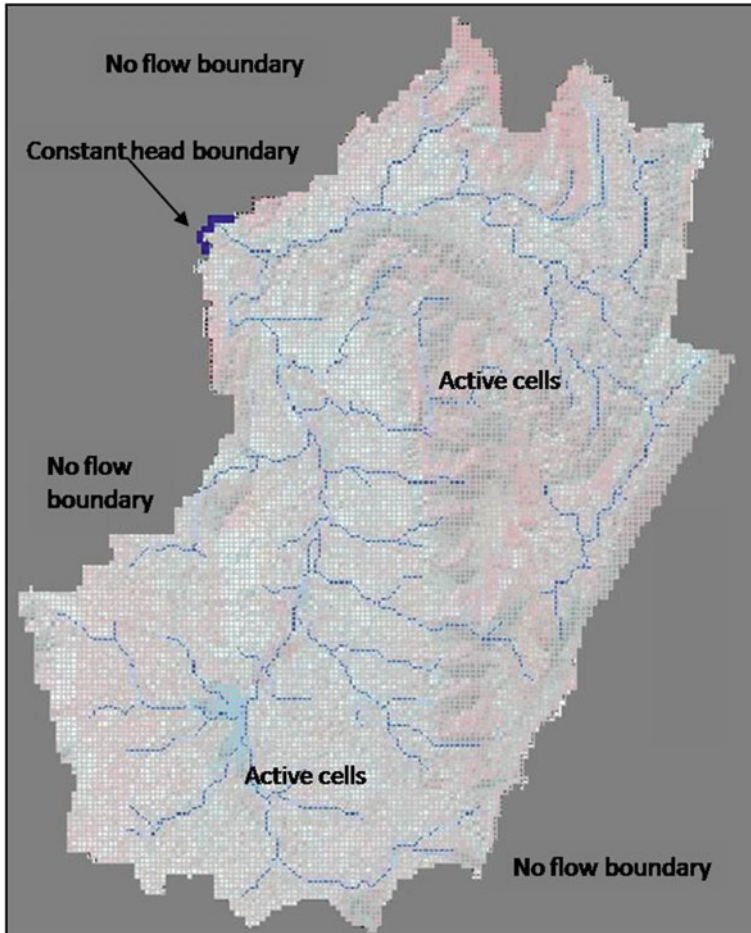 No flow boundary
Constant head boundary
Active cells
No flow
boundary
Active cells
No flow boundary